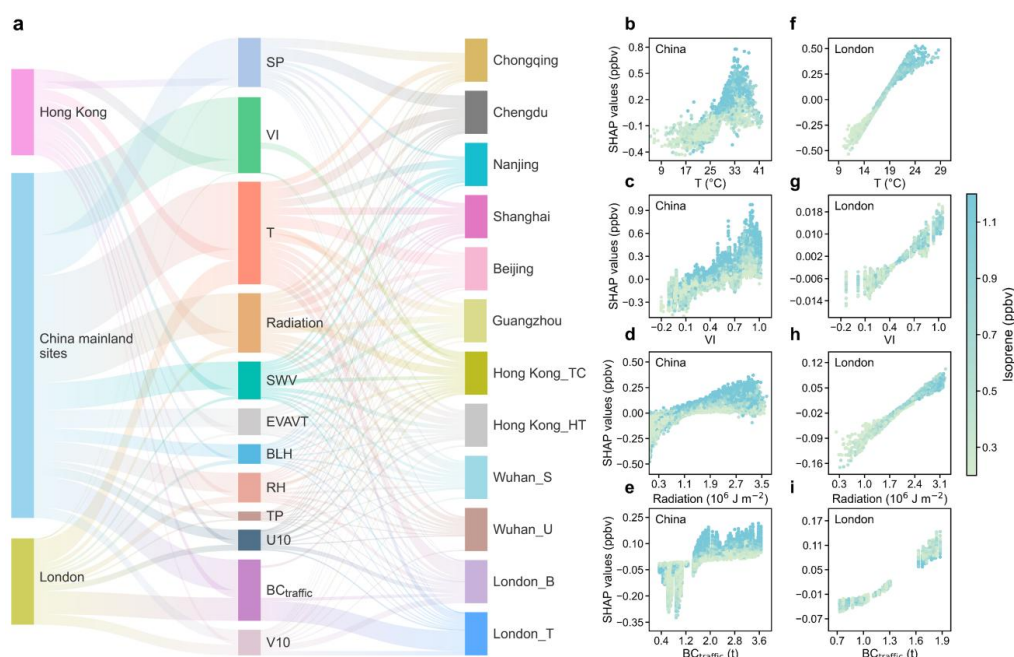 a
Hong Kong
China mainland
sites
London
SP
VI
T
Radiation
SWV
EVAVT
BLH
RH
TP
U10
BCtraffic
V10
Chongqing
Chengdu
Nanjing
Shanghai
Beijing
Guangzhou
Hong Kong_TC
Hong Kong_HT
Wuhan_S
Wuhan_U
London_B
London_T
b
China
SHAP values (ppbv)
0.8
0.5
0.2
−0.1
−0.4
9 17 25 33 41
T (°C)
f
London
0.50
0.25
0.00
−0.25
−0.50
9 14 19 24 29
T (°C)
c
China
SHAP values (ppbv)
0.9
0.6
0.3
0.0
−0.3
−0.2 0.1 0.4 0.7 1.0
VI
g
London
0.018
0.010
0.002
−0.006
−0.014
−0.2 0.1 0.4 0.7 1.0
VI
d
China
SHAP values (ppbv)
0.50
0.25
0.00
−0.25
−0.50
0.3 1.1 1.9 2.7 3.5
Radiation (10⁶ J m⁻²)
h
London
0.12
0.05
−0.02
−0.09
−0.16
0.3 1.0 1.7 2.4 3.1
Radiation (10⁶ J m⁻²)
e
China
SHAP values (ppbv)
0.25
0.10
−0.05
−0.20
−0.35
0.4 1.2 2.0 2.8 3.6
BCtraffic (t)
i
London
0.17
0.11
0.05
−0.01
−0.07
0.7 1.0 1.3 1.6 1.9
BCtraffic (t)
1.1
0.9
0.7
0.5
0.3
Isoprene (ppbv)